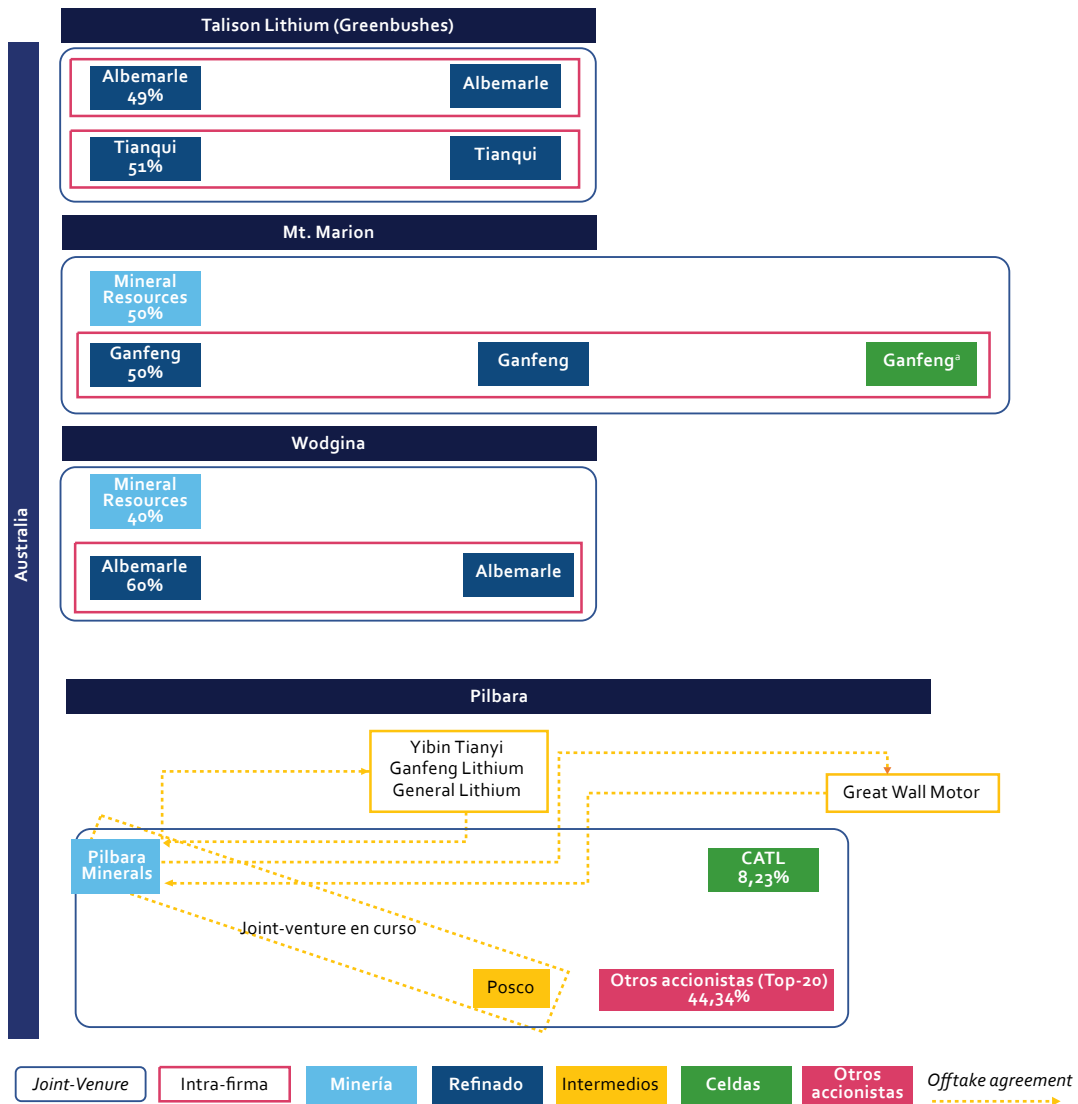 Australia
Talison Lithium (Greenbushes)
Albemarle
49%
Albemarle
Tianqui
51%
Tianqui
Mt. Marion
Mineral
Resources
50%
Ganfeng
50%
Ganfeng
Ganfengª
Wodgina
Mineral
Resources
40%
Albemarle
60%
Albemarle
Pilbara
Yibin Tianyi
Ganfeng Lithium
General Lithium
Great Wall Motor
Pilbara
Minerals
CATL
8,23%
Joint-venture en curso
Posco
Otros accionistas (Top-20)
44,34%
Joint-Venure
Intra-firma
Minería
Refinado
Intermedios
Celdas
Otros
accionistas
Offtake agreement